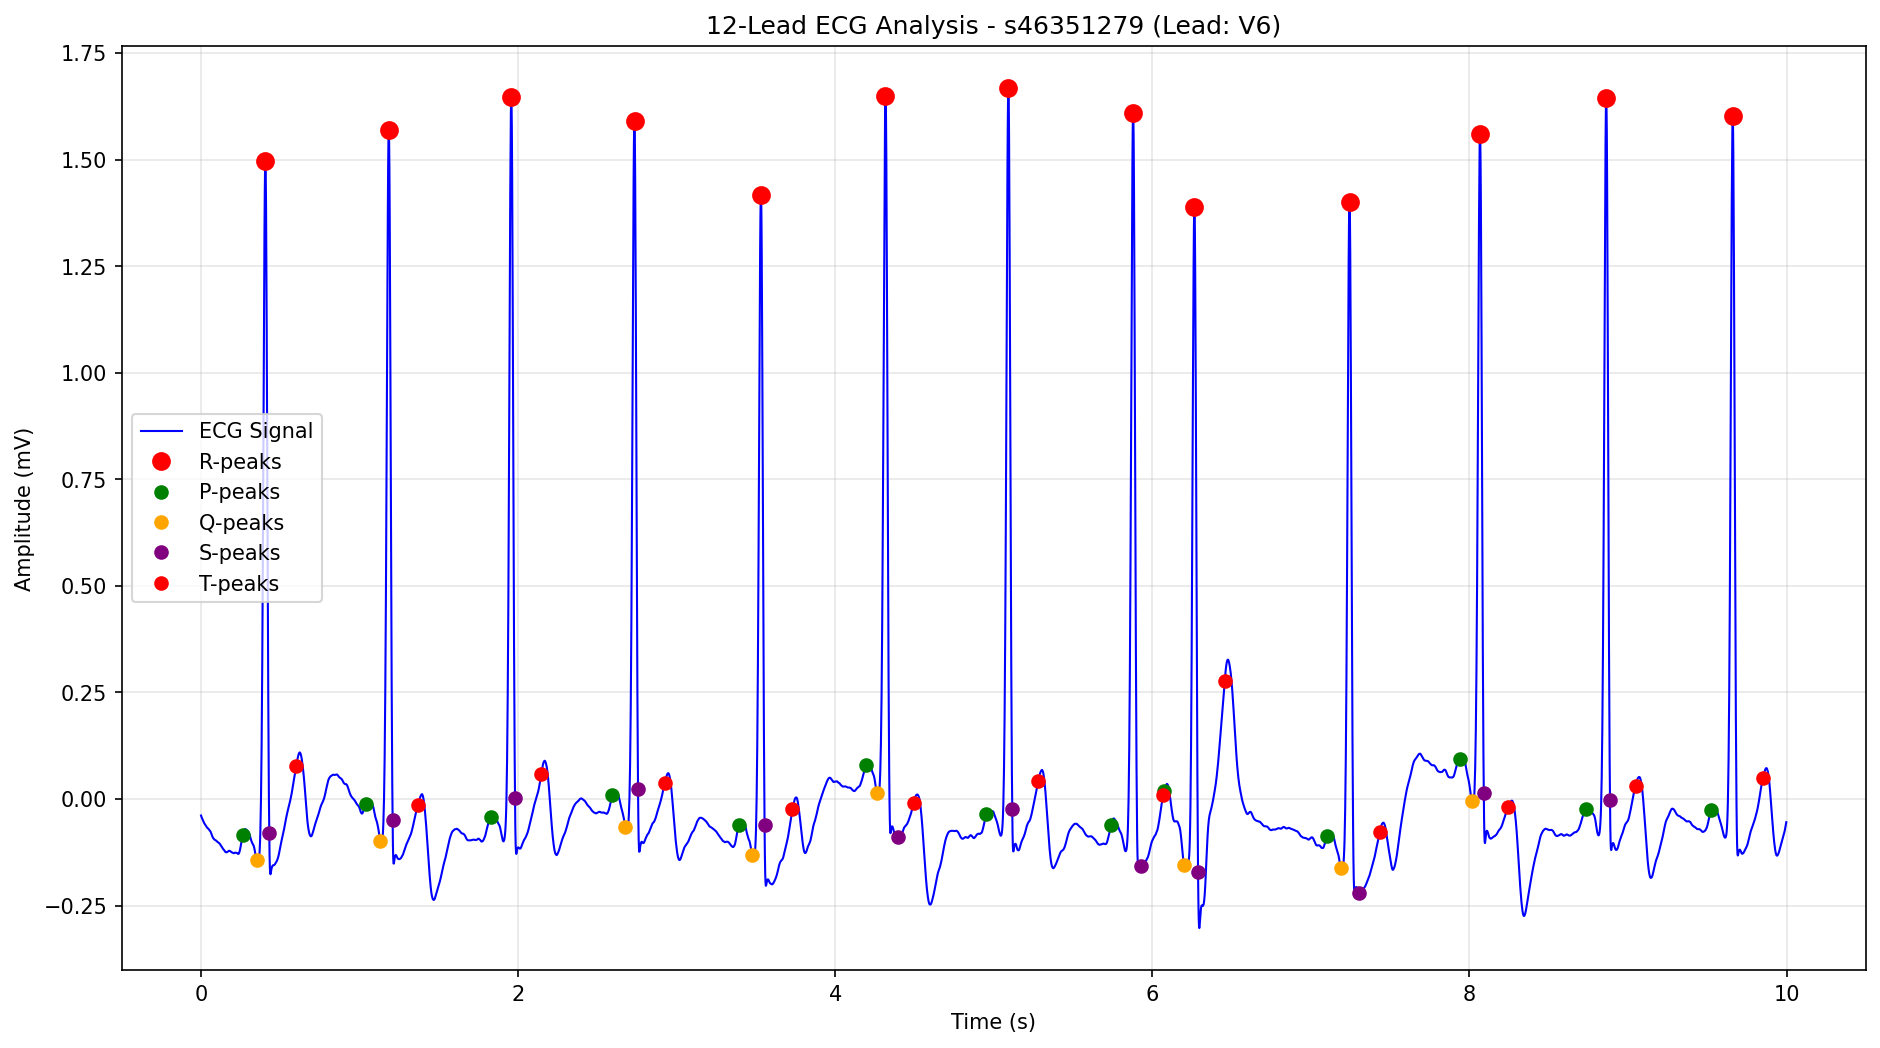 12-Lead ECG Analysis - s46351279 (Lead: V6)
1.75
1.50
1.25
1.00
0.75
0.50
0.25
0.00
−0.25
Amplitude (mV)
ECG Signal
R-peaks
P-peaks
Q-peaks
S-peaks
T-peaks
0 2 4 6 8 10
Time (s)